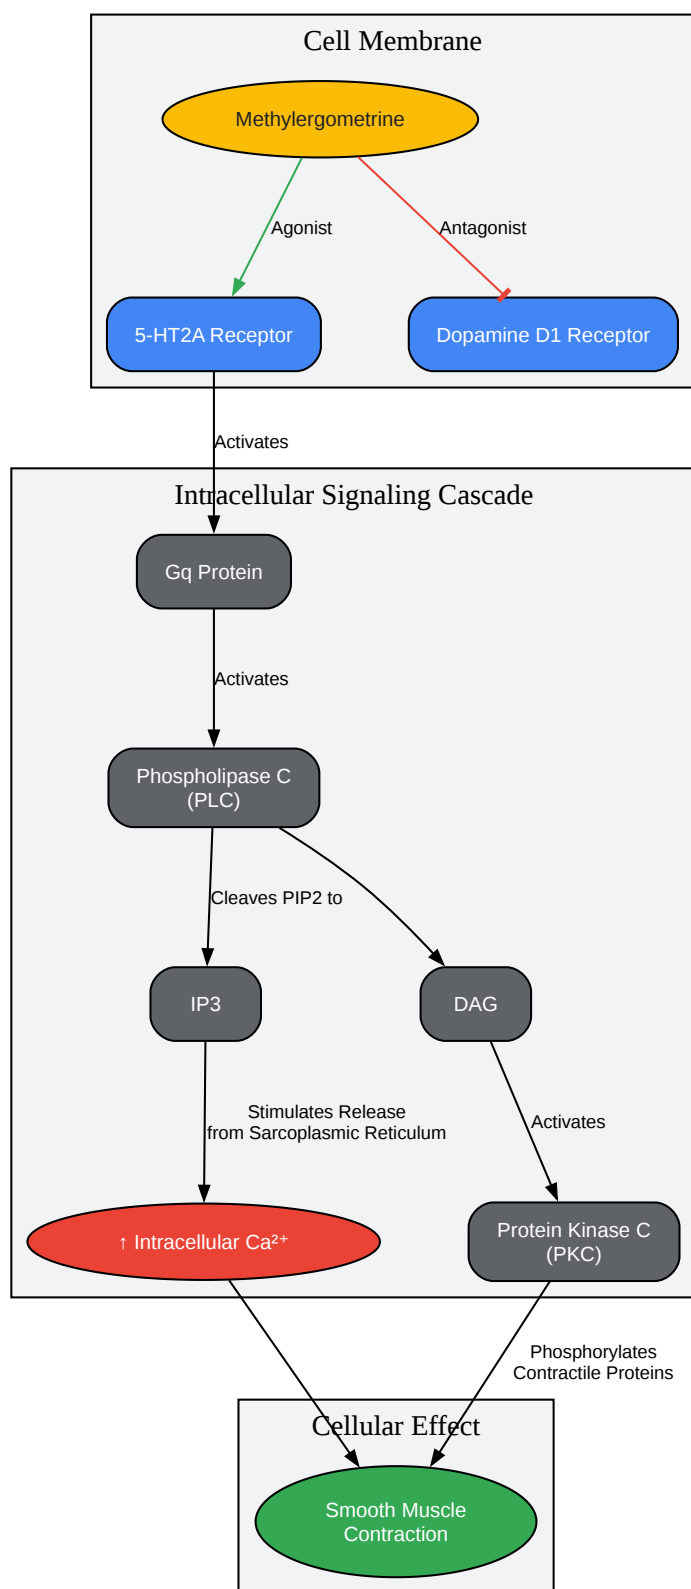 Cell Membrane
Methylergometrine
Agonist
Antagonist
5-HT2A Receptor
Dopamine D1 Receptor
Activates
Intracellular Signaling Cascade
Gq Protein
Activates
Phospholipase C
(PLC)
Cleaves PIP2 to
IP3
DAG
Stimulates Release
from Sarcoplasmic Reticulum
Activates
↑ Intracellular Ca²⁺
Protein Kinase C
(PKC)
Phosphorylates
Contractile Proteins
Cellular Effect
Smooth Muscle
Contraction